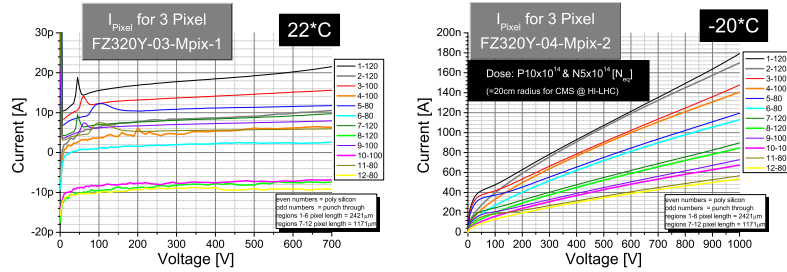 I_Pixel for 3 Pixel
FZ320Y-03-Mpix-1
22*C
30p
20p
10p
0
-10p
-20p
Current [A]
0 100 200 300 400 500 600 700
Voltage [V]
1-120
2-120
3-100
4-100
5-80
6-80
7-120
8-120
9-100
10-100
11-80
12-80
even numbers = poly silicon
odd numbers = punch through
regions 1-6 pixel length = 2421µm
regions 7-12 pixel length = 1171µm
I_Pixel for 3 Pixel
FZ320Y-04-Mpix-2
-20*C
Dose: P10x10^14 & N5x10^14 [N_eq]
(=20cm radius for CMS @ HI-LHC)
200n
180n
160n
140n
120n
100n
80n
60n
40n
20n
0
Current [A]
0 100 200 300 400 500 600 700 800 900 1000
Voltage [V]
1-120
2-120
3-100
4-100
5-80
6-80
7-120
8-120
9-100
10-100
11-80
12-80
even numbers = poly silicon
odd numbers = punch through
regions 1-6 pixel length = 2421µm
regions 7-12 pixel length = 1171µm